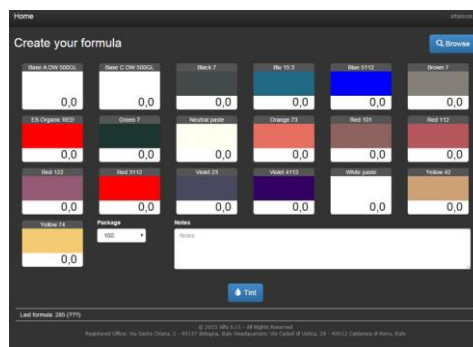 Home
Create your formula
Browse
Base A DW 500GL Base C DW 500GL Black 7 Blu 15:3 Blue 5112 Brown 7
0,0 0,0 0,0 0,0 0,0 0,0
ES Organic RED Green 7 Neutral paste Orange 73 Red 101 Red 112
0,0 0,0 0,0 0,0 0,0 0,0
Red 122 Red 3112 Violet 23 Violet 4112 White paste Yellow 42
0,0 0,0 0,0 0,0 0,0 0,0
Yellow 74 Package Notes
0,0 100 Notes
Tint
Last formula: 285 (???)
© 2015 Alfa S.r.l. - All Rights Reserved
Registered Office: Via Santa Chiara, 2 - 40137 Bologna, Italy Headquarters: Via Caduti di Ustica, 28 - 40012 Calderara di Reno, Italy